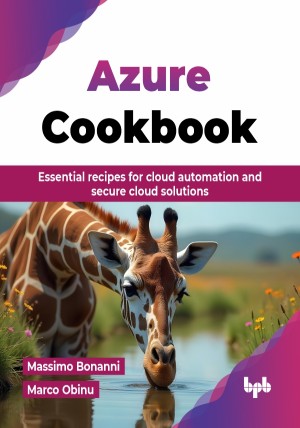 Azure
Cookbook
Essential recipes for cloud automation and
secure cloud solutions
Massimo Bonanni
Marco Obinu
bpb